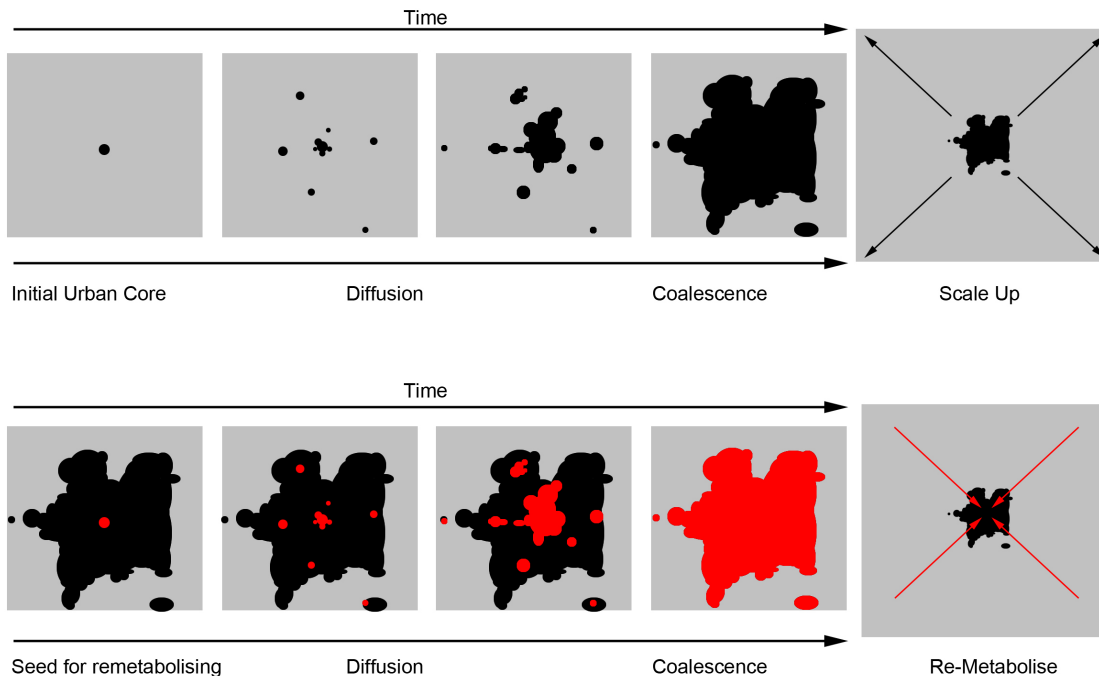 Time
Initial Urban Core
Diffusion
Coalescence
Scale Up
Time
Seed for remetabolising
Diffusion
Coalescence
Re-Metabolise